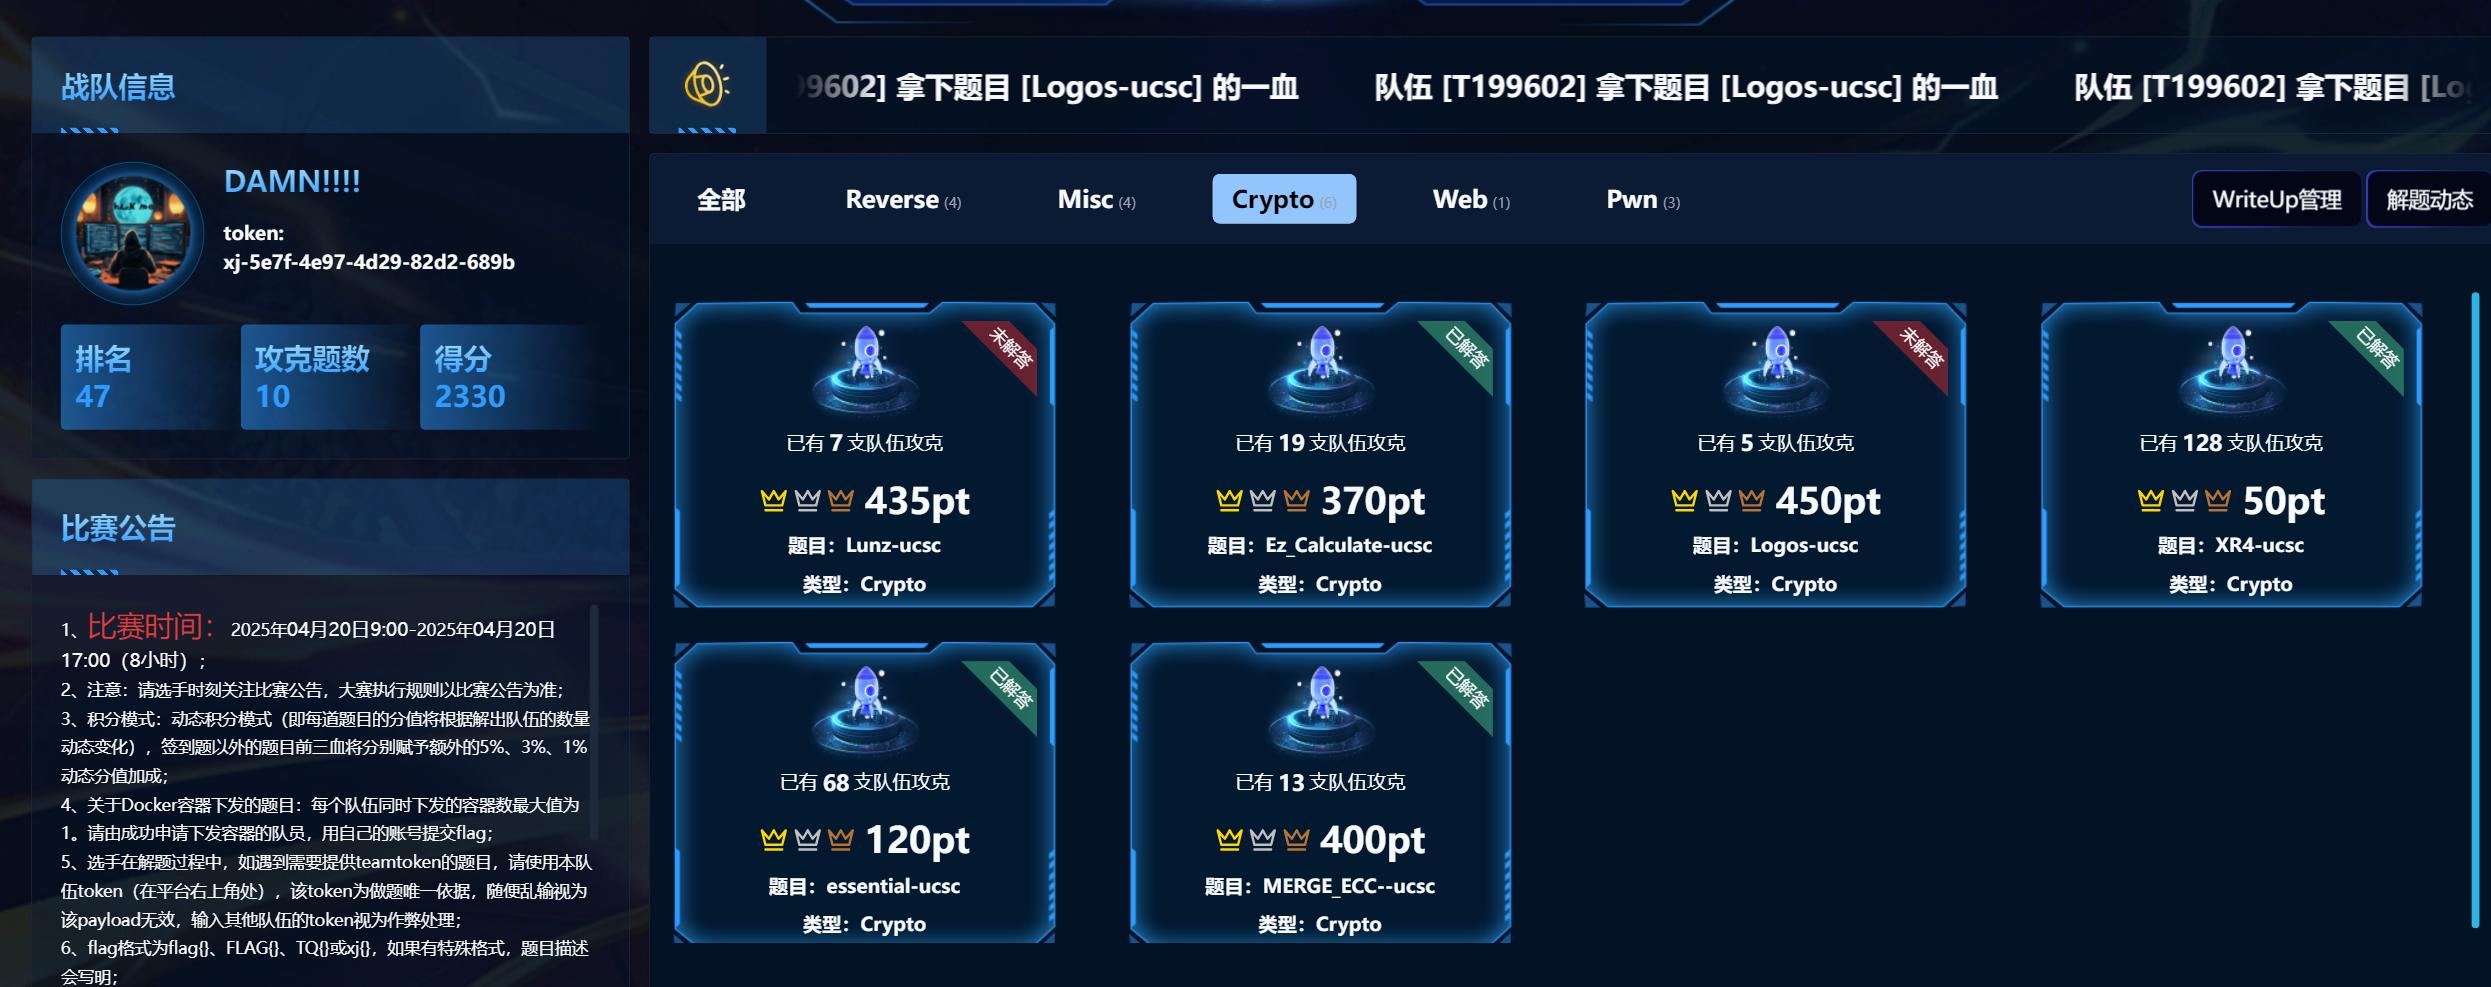 战队信息
DAMN!!!!
token:
xj-5e7f-4e97-4d29-82d2-689b
排名
47
攻克题数
10
得分
2330
比赛公告
1、比赛时间：2025年04月20日9:00-2025年04月20日
17:00（8小时）；
2、注意：请选手时刻关注比赛公告，大赛执行规则以比赛公告为准；
3、积分模式：动态积分模式（即每道题目的分值将根据解出队伍的数量
动态变化），签到题以外的题目前三血将分别赋予额外的5%、3%、1%
动态分值加成；
4、关于Docker容器下发的题目：每个队伍同时下发的容器数最大值为
1。请由成功申请下发容器的队员，用自己的账号提交flag；
5、选手在解题过程中，如遇到需要提供teamtoken的题目，请使用本队
伍token（在平台右上角处），该token为做题唯一依据，随便乱输视为
该payload无效，输入其他队伍的token视为作弊处理；
6、flag格式为flag{}、FLAG{}、TQ{}或xj{}，如果有特殊格式，题目描述
会写明；
99602] 拿下题目 [Logos-ucsc] 的一血 队伍 [T199602] 拿下题目 [Logos-ucsc] 的一血 队伍 [T199602] 拿下题目 [Log
全部 Reverse (4) Misc (4) Crypto (6) Web (1) Pwn (3) WriteUp管理 解题动态
未解答
已有 7 支队伍攻克
435pt
题目：Lunz-ucsc
类型：Crypto
已解答
已有 19 支队伍攻克
370pt
题目：Ez_Calculate-ucsc
类型：Crypto
未解答
已有 5 支队伍攻克
450pt
题目：Logos-ucsc
类型：Crypto
已解答
已有 128 支队伍攻克
50pt
题目：XR4-ucsc
类型：Crypto
已解答
已有 68 支队伍攻克
120pt
题目：essential-ucsc
类型：Crypto
已解答
已有 13 支队伍攻克
400pt
题目：MERGE_ECC--ucsc
类型：Crypto